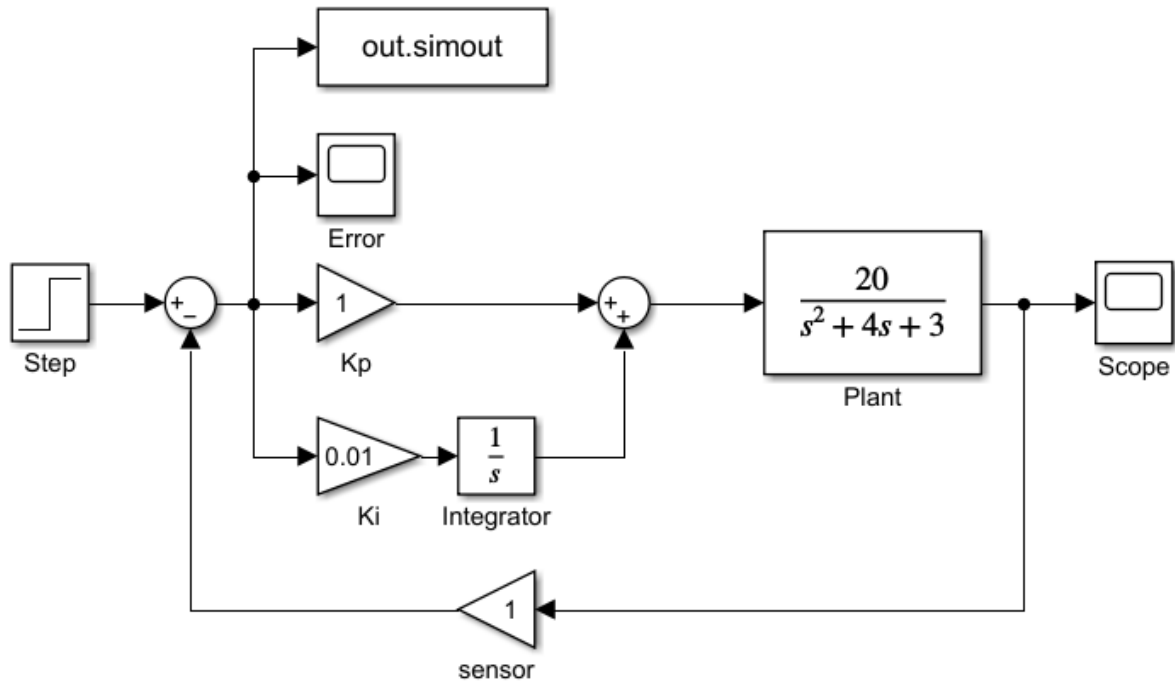 out.simout
Error
Step
+
−
1
Kp
+
+
20
s² + 4s + 3
Plant
Scope
0.01
Ki
1
s
Integrator
1
sensor